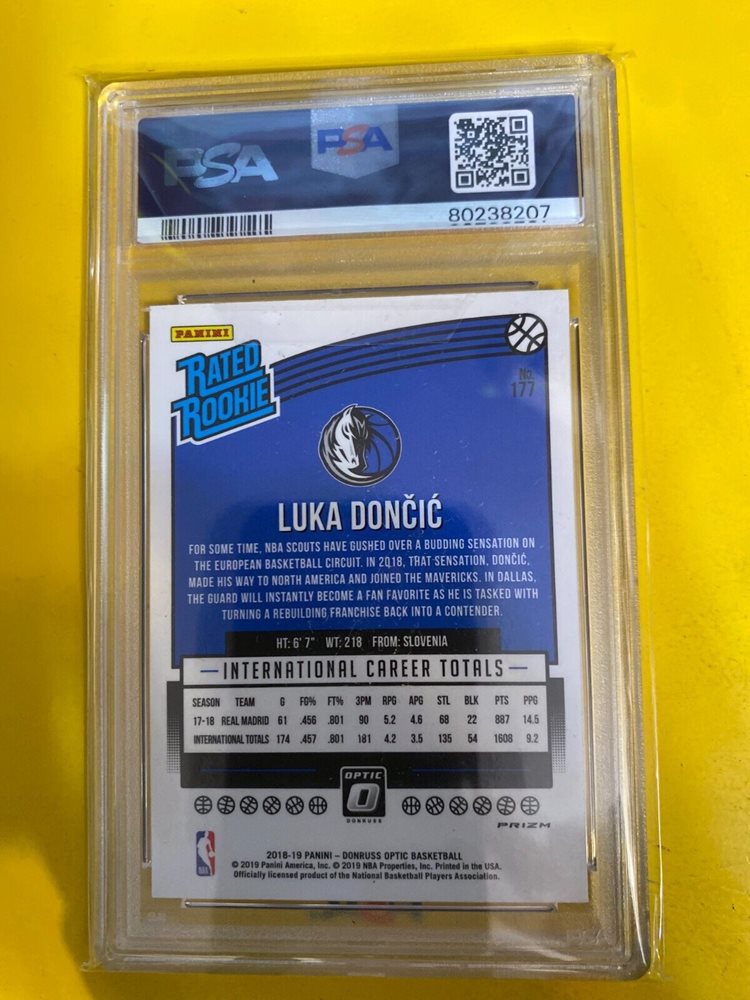 PSA
PSA
80238207
PANINI
RATED
ROOKIE
No.
177
LUKA DONČIĆ
FOR SOME TIME, NBA SCOUTS HAVE GUSHED OVER A BUDDING SENSATION ON
THE EUROPEAN BASKETBALL CIRCUIT. IN 2018, THAT SENSATION, DONČIĆ,
MADE HIS WAY TO NORTH AMERICA AND JOINED THE MAVERICKS. IN DALLAS,
THE GUARD WILL INSTANTLY BECOME A FAN FAVORITE AS HE IS TASKED WITH
TURNING A REBUILDING FRANCHISE BACK INTO A CONTENDER.
HT: 6' 7" WT: 218 FROM: SLOVENIA
INTERNATIONAL CAREER TOTALS
SEASON TEAM G FG% FT% 3PM RPG APG STL BLK PTS PPG
17-18 REAL MADRID 61 .456 .801 90 5.2 4.6 68 22 887 14.5
INTERNATIONAL TOTALS 174 .457 .801 181 4.2 3.5 135 54 1608 9.2
OPTIC
DONRUSS
PRIZM
NBA
2018-19 PANINI – DONRUSS OPTIC BASKETBALL
© 2019 Panini America, Inc. © 2019 NBA Properties, Inc. Printed in the USA.
Officially licensed product of the National Basketball Players Association.